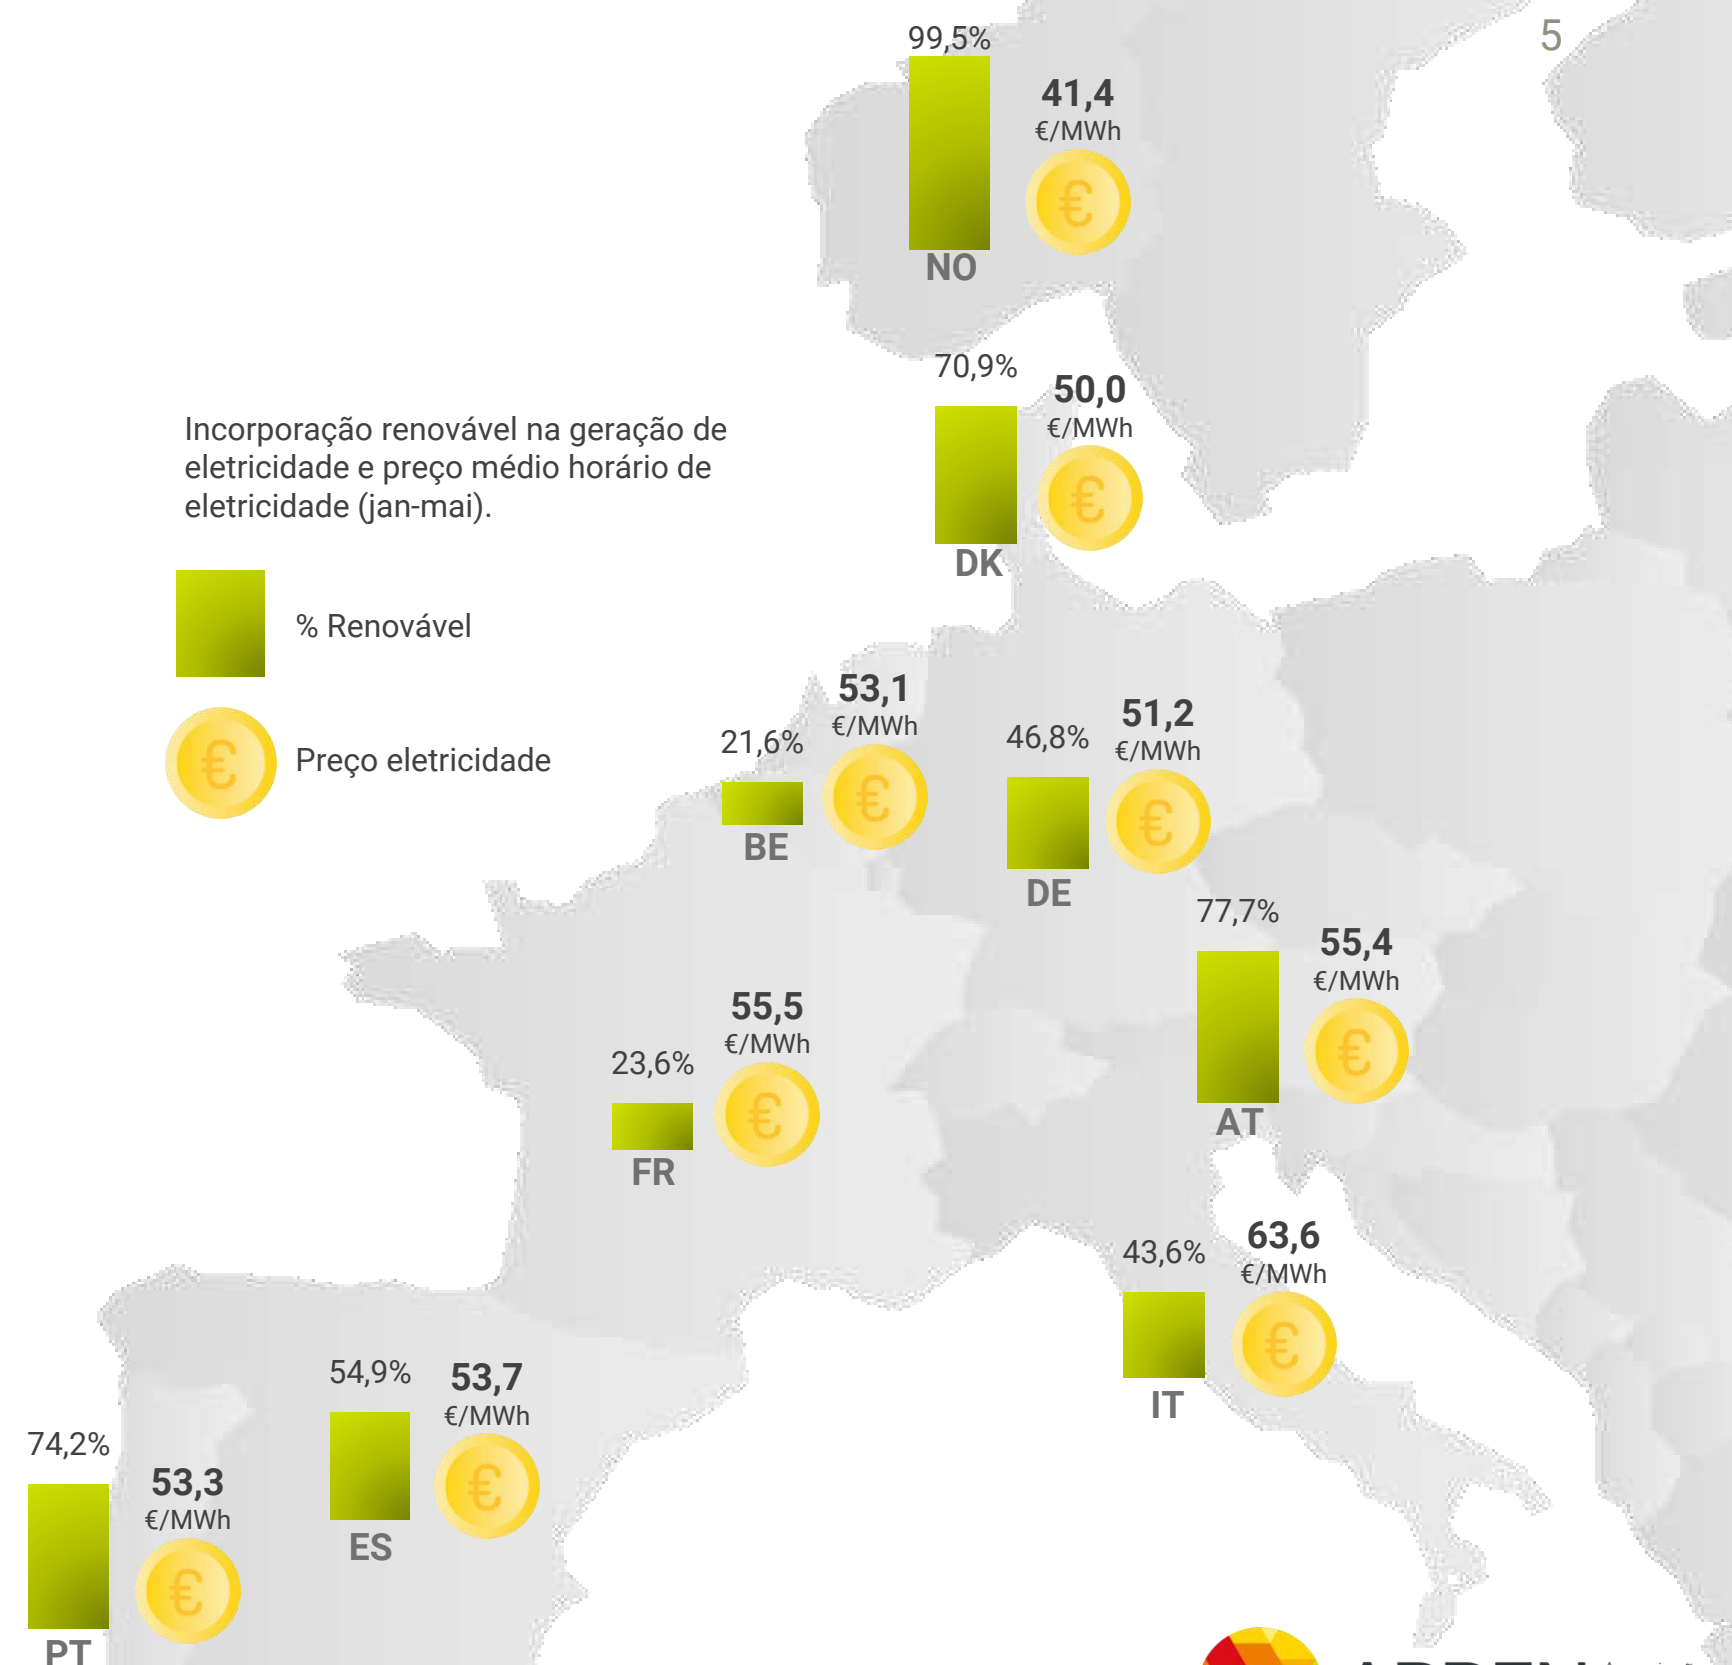 5
99,5%
41,4
€/MWh
€
NO
70,9%
50,0
€/MWh
€
DK
Incorporação renovável na geração de
eletricidade e preço médio horário de
eletricidade (jan-mai).
% Renovável
€
Preço eletricidade
21,6%
53,1
€/MWh
€
BE
46,8%
51,2
€/MWh
€
DE
77,7%
55,4
€/MWh
€
AT
23,6%
55,5
€/MWh
€
FR
43,6%
63,6
€/MWh
€
IT
54,9%
53,7
€/MWh
€
ES
74,2%
53,3
€/MWh
€
PT